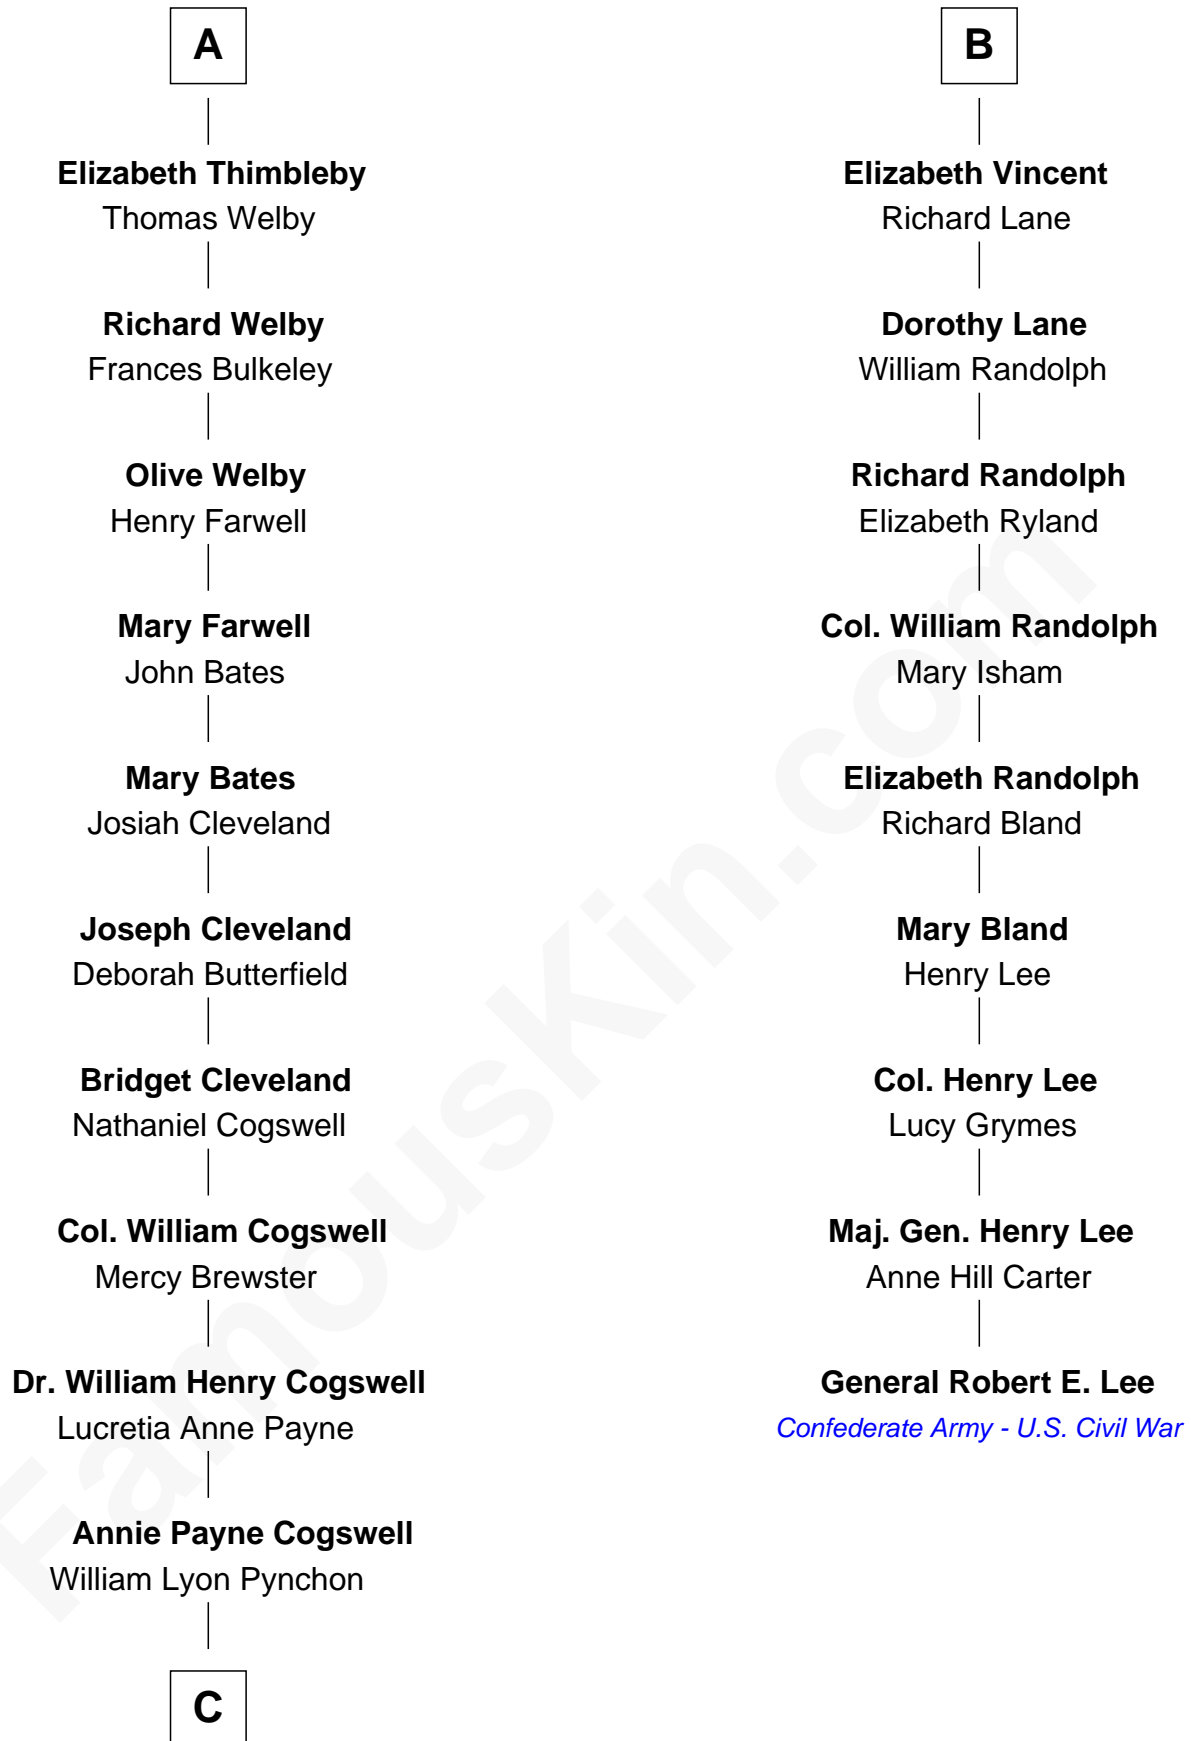 A
Elizabeth Thimbleby
Thomas Welby
Richard Welby
Frances Bulkeley
Olive Welby
Henry Farwell
Mary Farwell
John Bates
Mary Bates
Josiah Cleveland
Joseph Cleveland
Deborah Butterfield
Bridget Cleveland
Nathaniel Cogswell
Col. William Cogswell
Mercy Brewster
Dr. William Henry Cogswell
Lucretia Anne Payne
Annie Payne Cogswell
William Lyon Pynchon
C
B
Elizabeth Vincent
Richard Lane
Dorothy Lane
William Randolph
Richard Randolph
Elizabeth Ryland
Col. William Randolph
Mary Isham
Elizabeth Randolph
Richard Bland
Mary Bland
Henry Lee
Col. Henry Lee
Lucy Grymes
Maj. Gen. Henry Lee
Anne Hill Carter
General Robert E. Lee
Confederate Army - U.S. Civil War
FamousKin.com